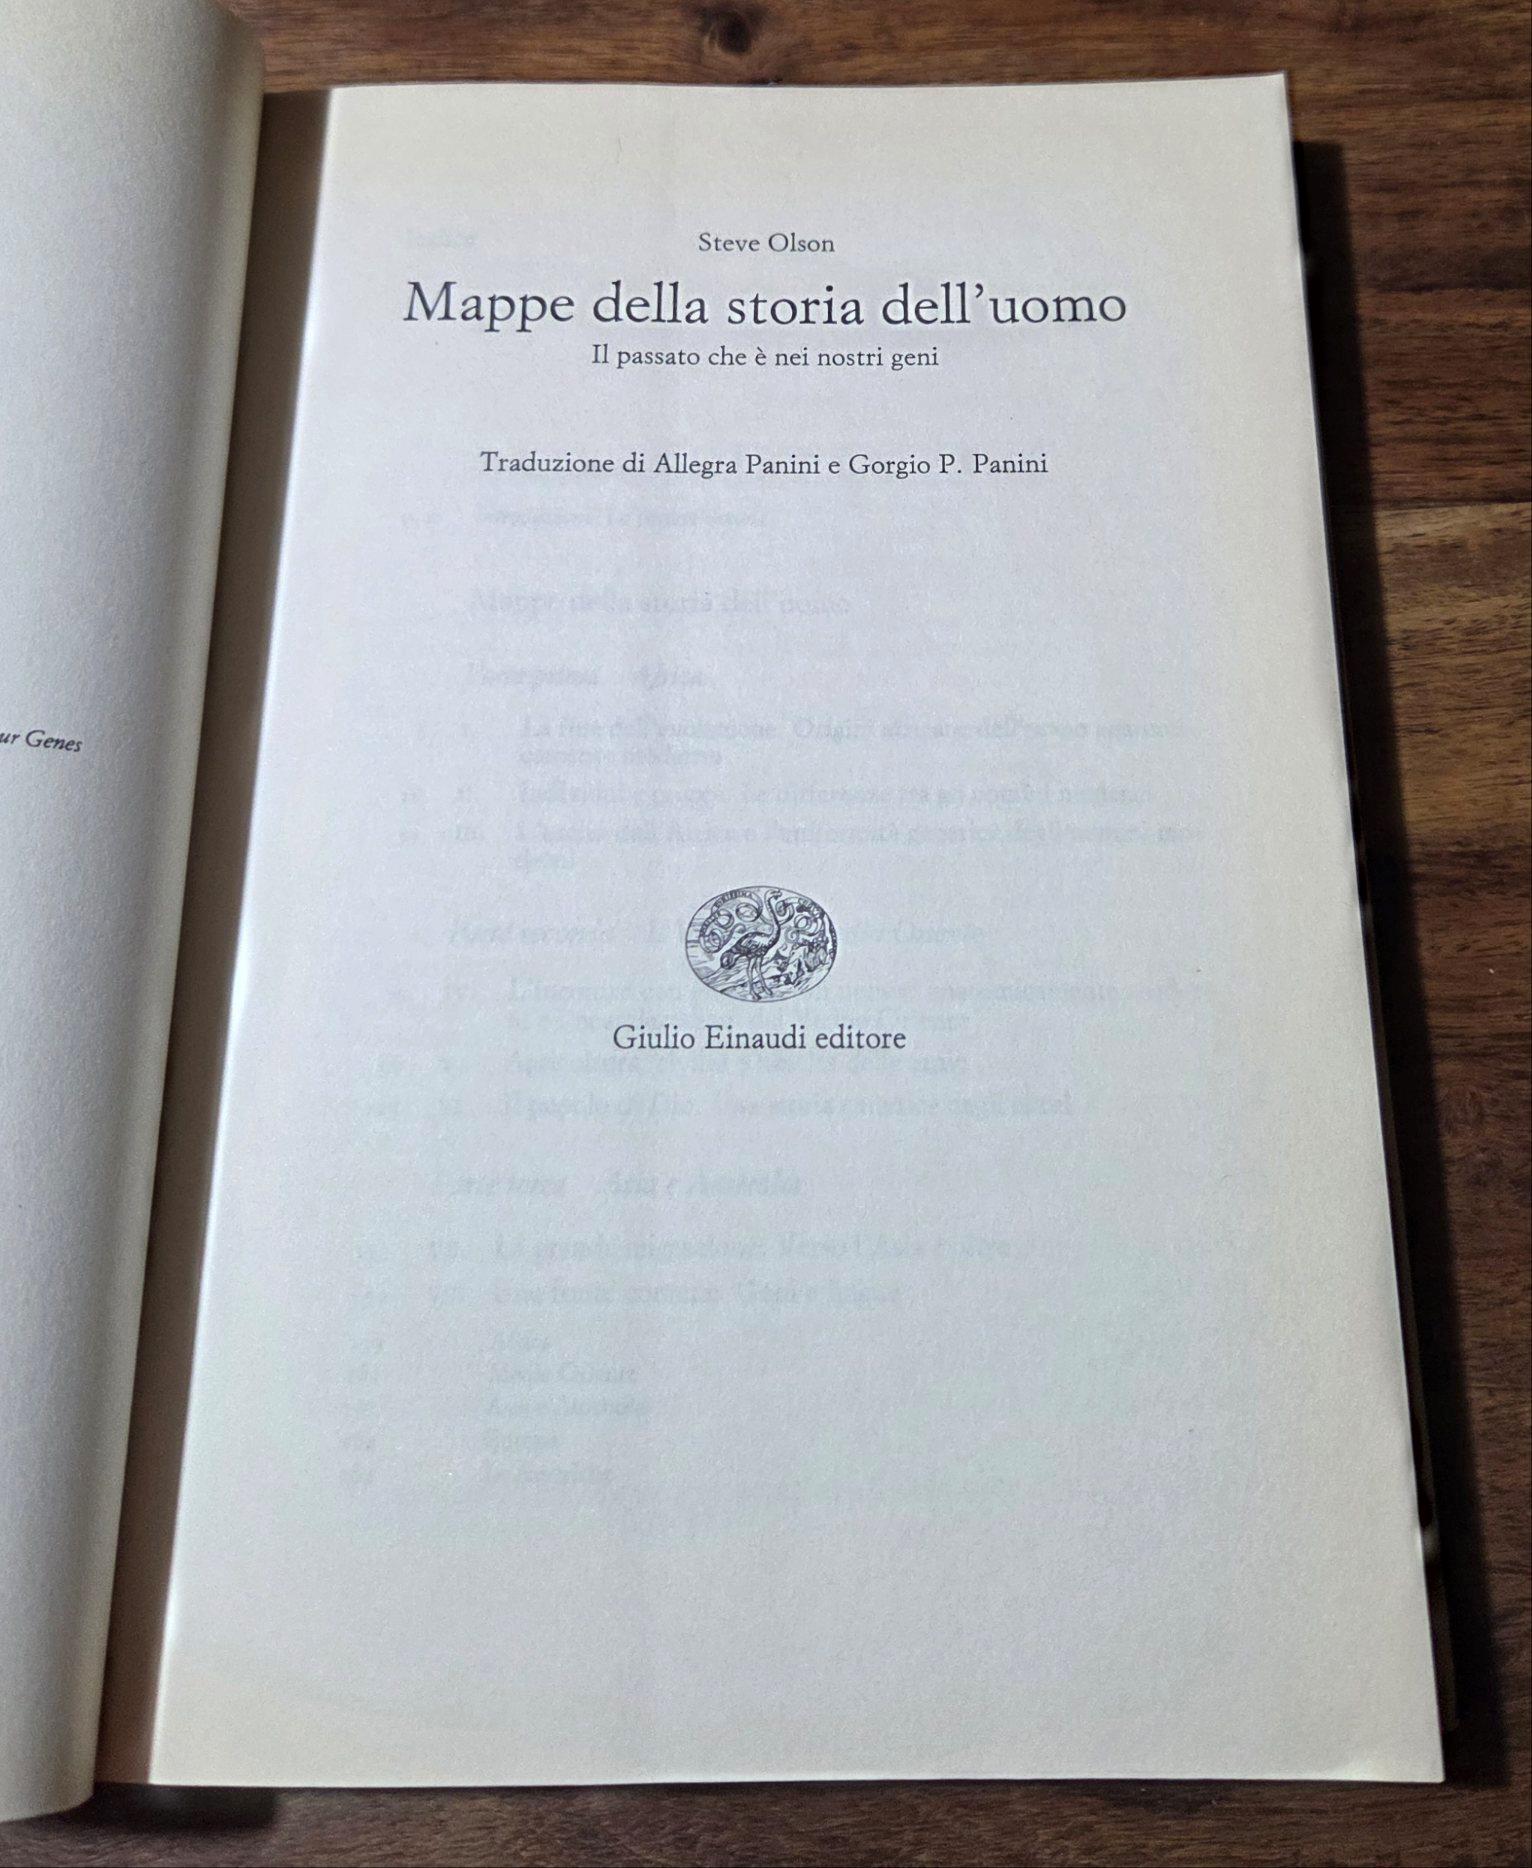 ur Genes
Steve Olson
Mappe della storia dell'uomo
Il passato che è nei nostri geni
Traduzione di Allegra Panini e Gorgio P. Panini
Giulio Einaudi editore